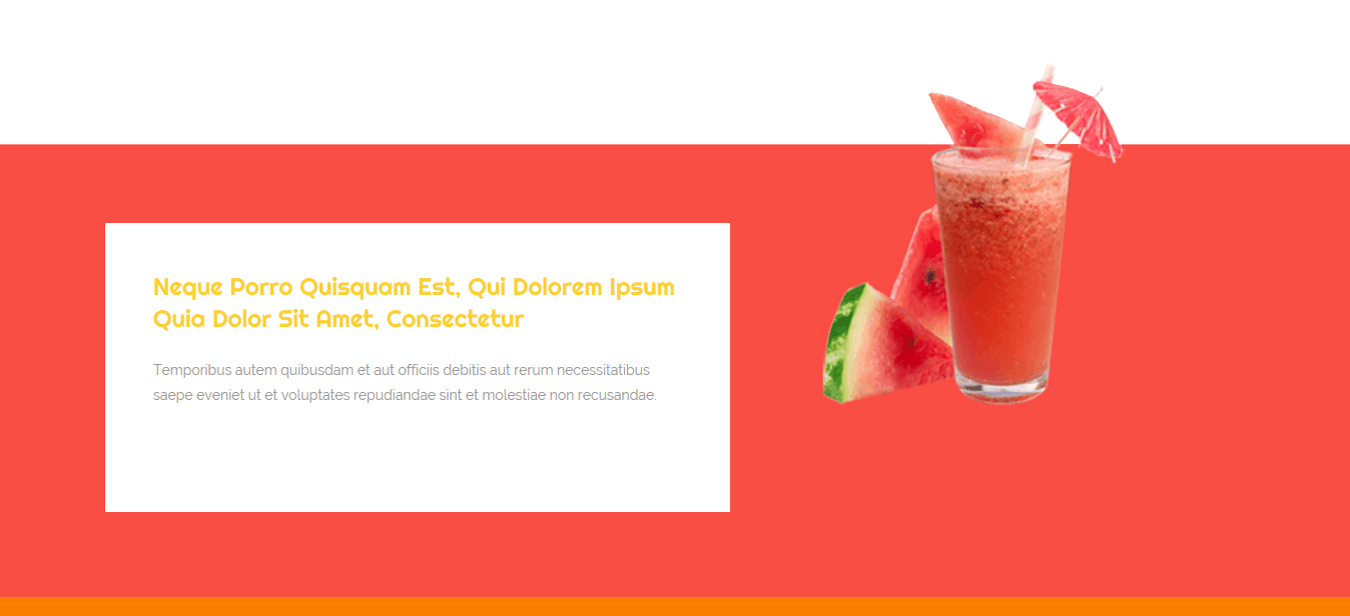 Neque Porro Quisquam Est, Qui Dolorem Ipsum
Quia Dolor Sit Amet, Consectetur
Temporibus autem quibusdam et aut officiis debitis aut rerum necessitatibus
saepe eveniet ut et voluptates repudiandae sint et molestiae non recusandae.